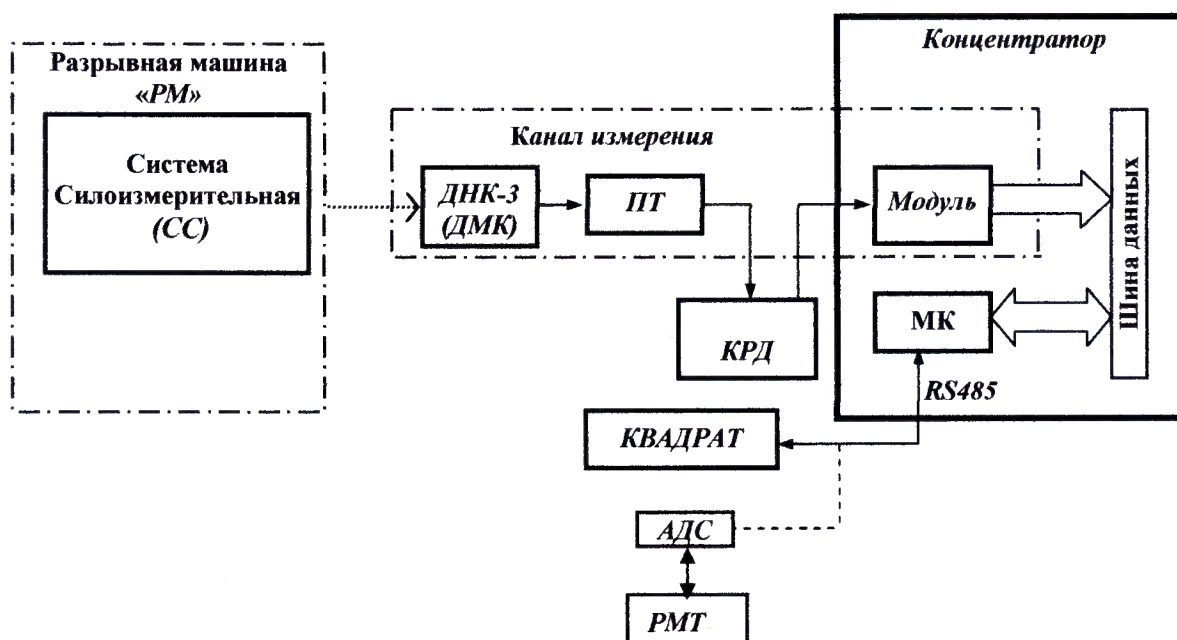 Разрывная машина
«РМ»
Система
Силоизмерительная
(СС)
Канал измерения
ДНК-3
(ДМК)
ПТ
КРД
Концентратор
Модуль
МК
Шина данных
RS485
КВАДРАТ
АДС
РМТ